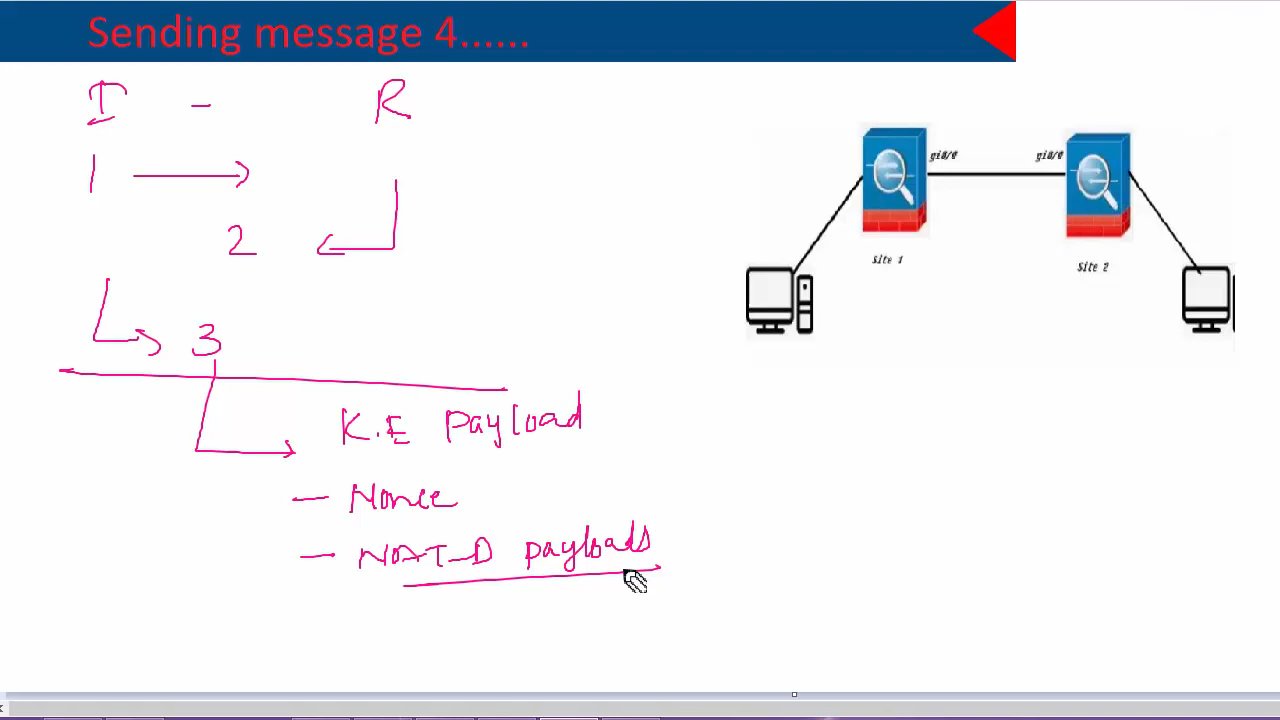 Sending message 4......
I - R
1
2
3
K.E Payload
- Nonce
- NAT-D payloads
gi0/0 gi0/0
Site 1
Site 2